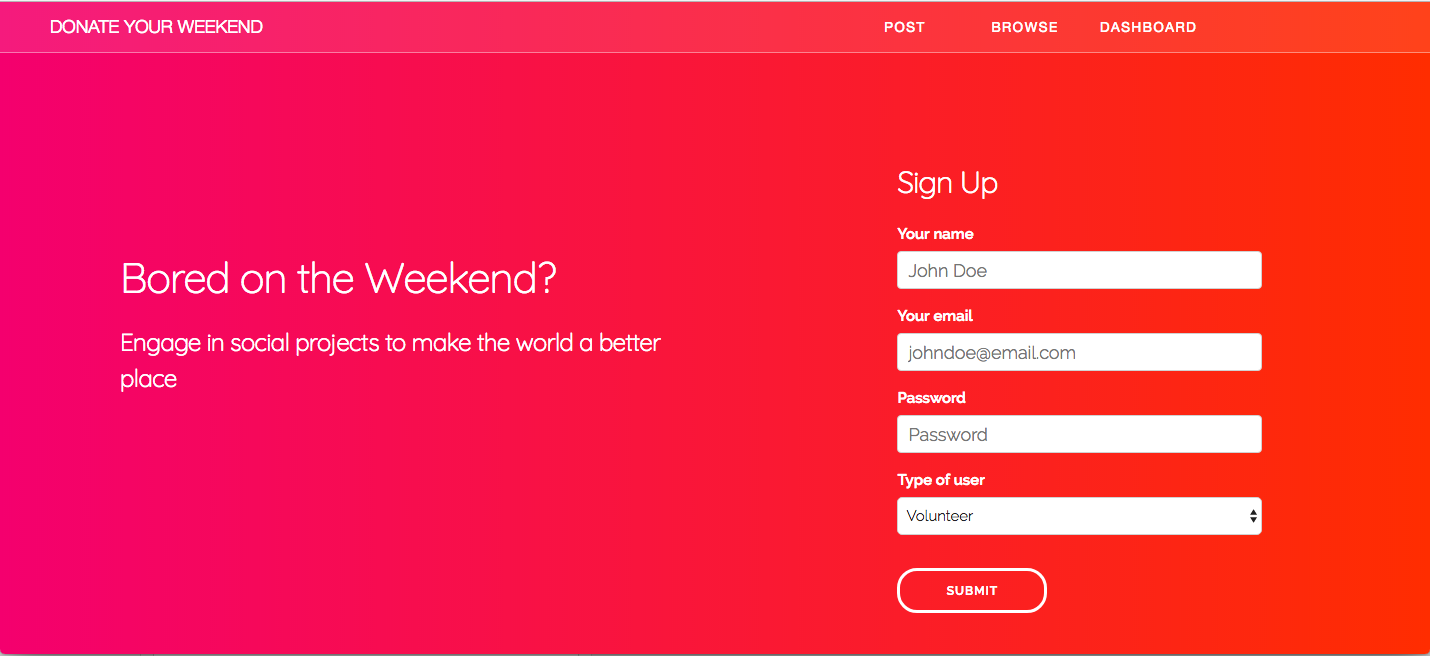 DONATE YOUR WEEKEND
POST BROWSE DASHBOARD
Bored on the Weekend?
Engage in social projects to make the world a better
place
Sign Up
Your name
John Doe
Your email
johndoe@email.com
Password
Password
Type of user
Volunteer
SUBMIT